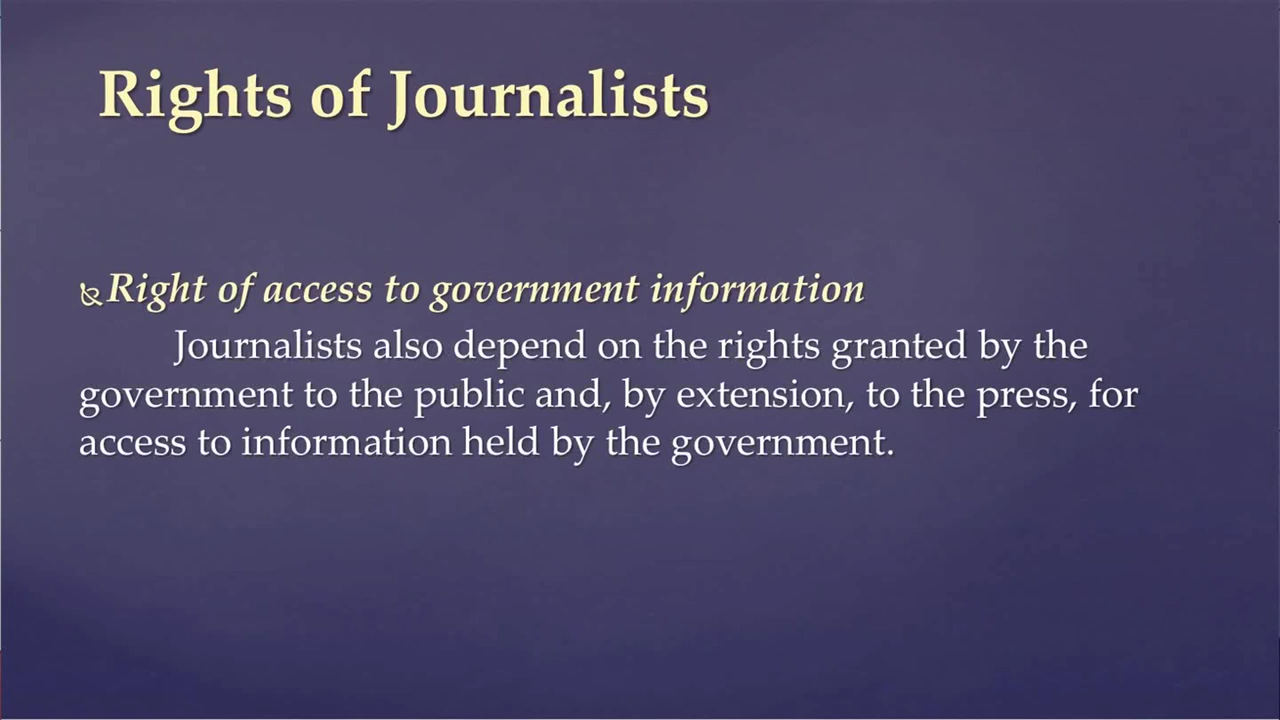 Rights of Journalists
Right of access to government information
Journalists also depend on the rights granted by the
government to the public and, by extension, to the press, for
access to information held by the government.